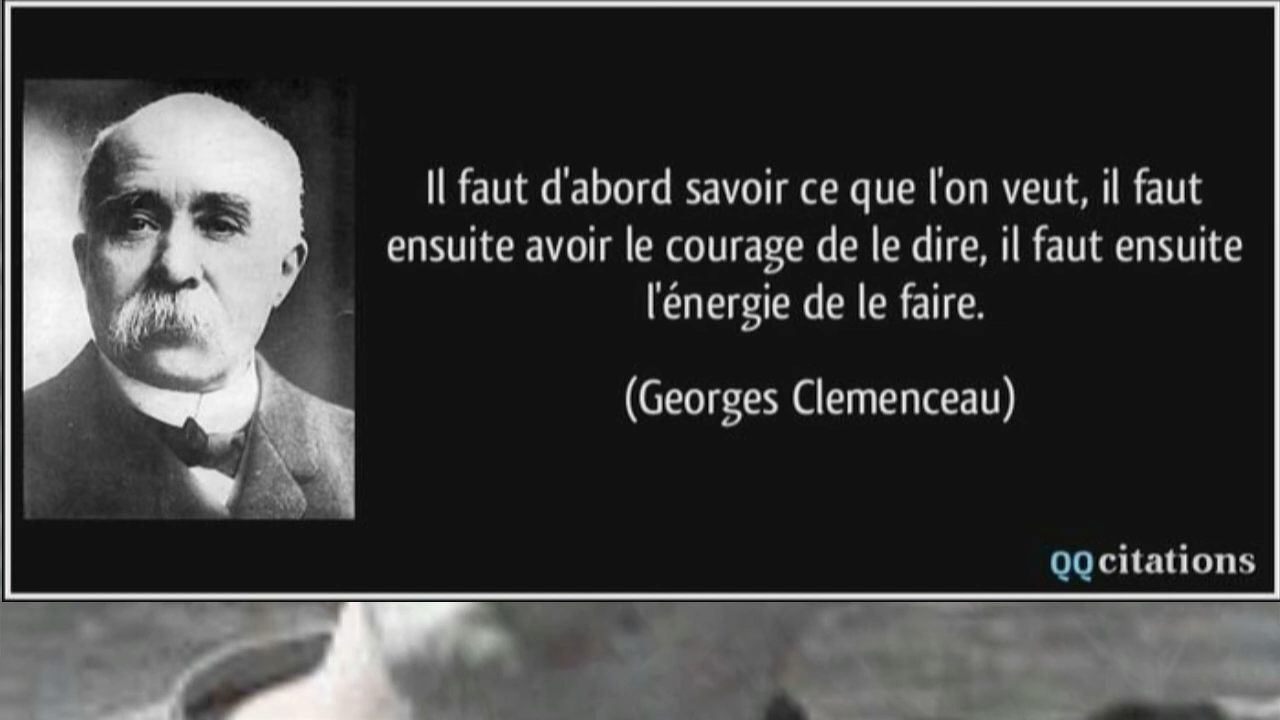 Il faut d'abord savoir ce que l'on veut, il faut
ensuite avoir le courage de le dire, il faut ensuite
l'énergie de le faire.
(Georges Clemenceau)
QQcitations